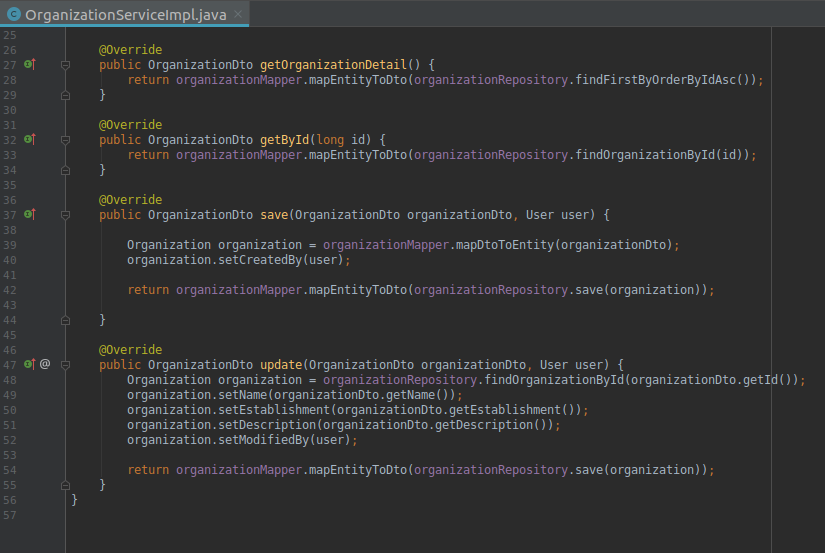 OrganizationServiceImpl.java
25
26 @Override
27 public OrganizationDto getOrganizationDetail() {
28 return organizationMapper.mapEntityToDto(organizationRepository.findFirstByOrderByIdAsc());
29 }
30
31 @Override
32 public OrganizationDto getById(long id) {
33 return organizationMapper.mapEntityToDto(organizationRepository.findOrganizationById(id));
34 }
35
36 @Override
37 public OrganizationDto save(OrganizationDto organizationDto, User user) {
38
39 Organization organization = organizationMapper.mapDtoToEntity(organizationDto);
40 organization.setCreatedBy(user);
41
42 return organizationMapper.mapEntityToDto(organizationRepository.save(organization));
43
44 }
45
46 @Override
47 @ public OrganizationDto update(OrganizationDto organizationDto, User user) {
48 Organization organization = organizationRepository.findOrganizationById(organizationDto.getId());
49 organization.setName(organizationDto.getName());
50 organization.setEstablishment(organizationDto.getEstablishment());
51 organization.setDescription(organizationDto.getDescription());
52 organization.setModifiedBy(user);
53
54 return organizationMapper.mapEntityToDto(organizationRepository.save(organization));
55 }
56 }
57